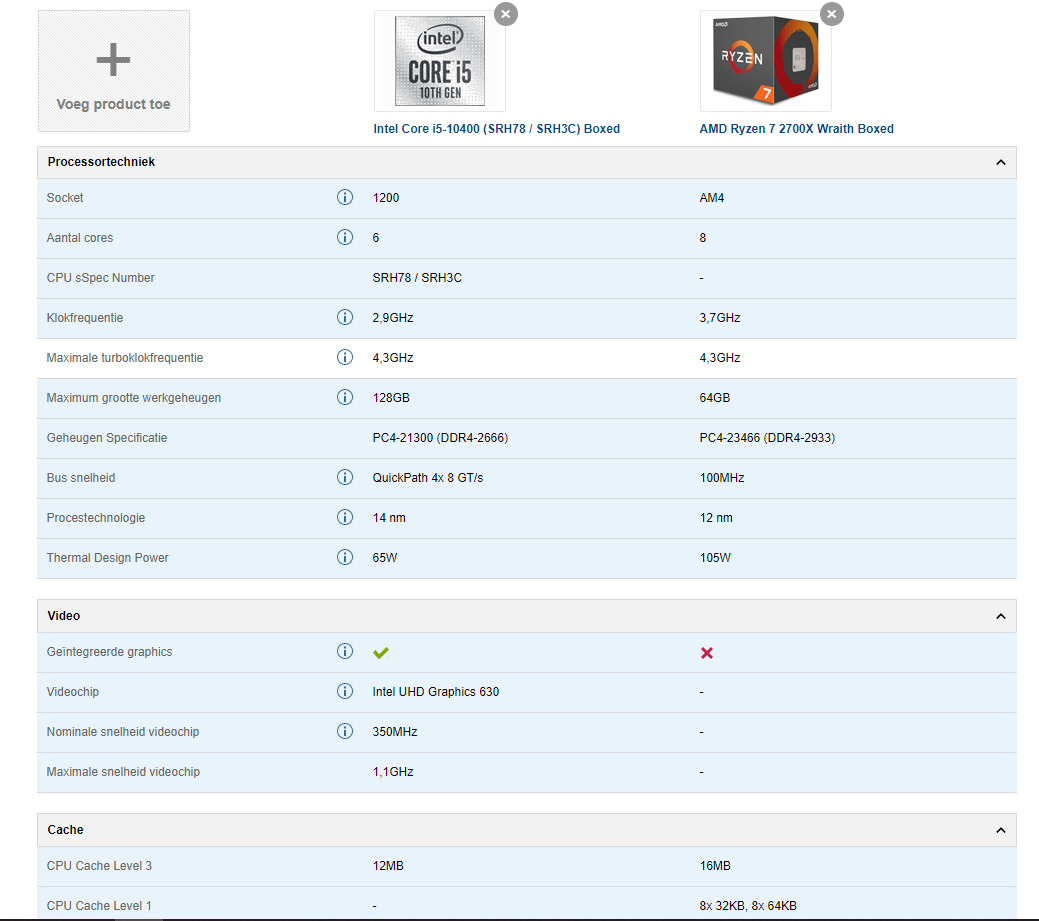 Voeg product toe
intel
CORE i5
10TH GEN
AMD
RYZEN
7
Intel Core i5-10400 (SRH78 / SRH3C) Boxed
AMD Ryzen 7 2700X Wraith Boxed
Processortechniek
Socket 1200 AM4
Aantal cores 6 8
CPU sSpec Number SRH78 / SRH3C -
Klokfrequentie 2,9GHz 3,7GHz
Maximale turboklokfrequentie 4,3GHz 4,3GHz
Maximum grootte werkgeheugen 128GB 64GB
Geheugen Specificatie PC4-21300 (DDR4-2666) PC4-23466 (DDR4-2933)
Bus snelheid QuickPath 4x 8 GT/s 100MHz
Procestechnologie 14 nm 12 nm
Thermal Design Power 65W 105W
Video
Geïntegreerde graphics
Videochip Intel UHD Graphics 630 -
Nominale snelheid videochip 350MHz -
Maximale snelheid videochip 1,1GHz -
Cache
CPU Cache Level 3 12MB 16MB
CPU Cache Level 1 - 8x 32KB, 8x 64KB